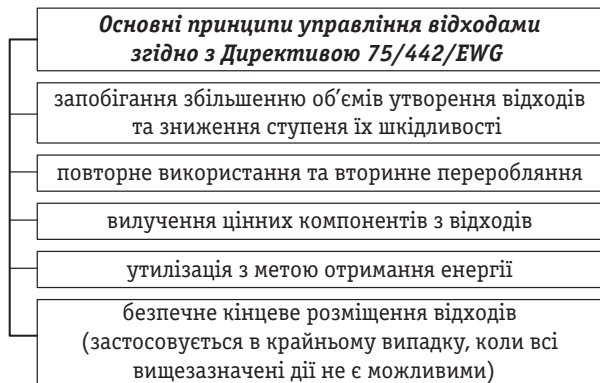 Основні принципи управління відходами
згідно з Директивою 75/442/EWG
запобігання збільшенню об’ємів утворення відходів
та зниження ступеня їх шкідливості
повторне використання та вторинне переробляння
вилучення цінних компонентів з відходів
утилізація з метою отримання енергії
безпечне кінцеве розміщення відходів
(застосовується в крайньому випадку, коли всі
вищезазначені дії не є можливими)